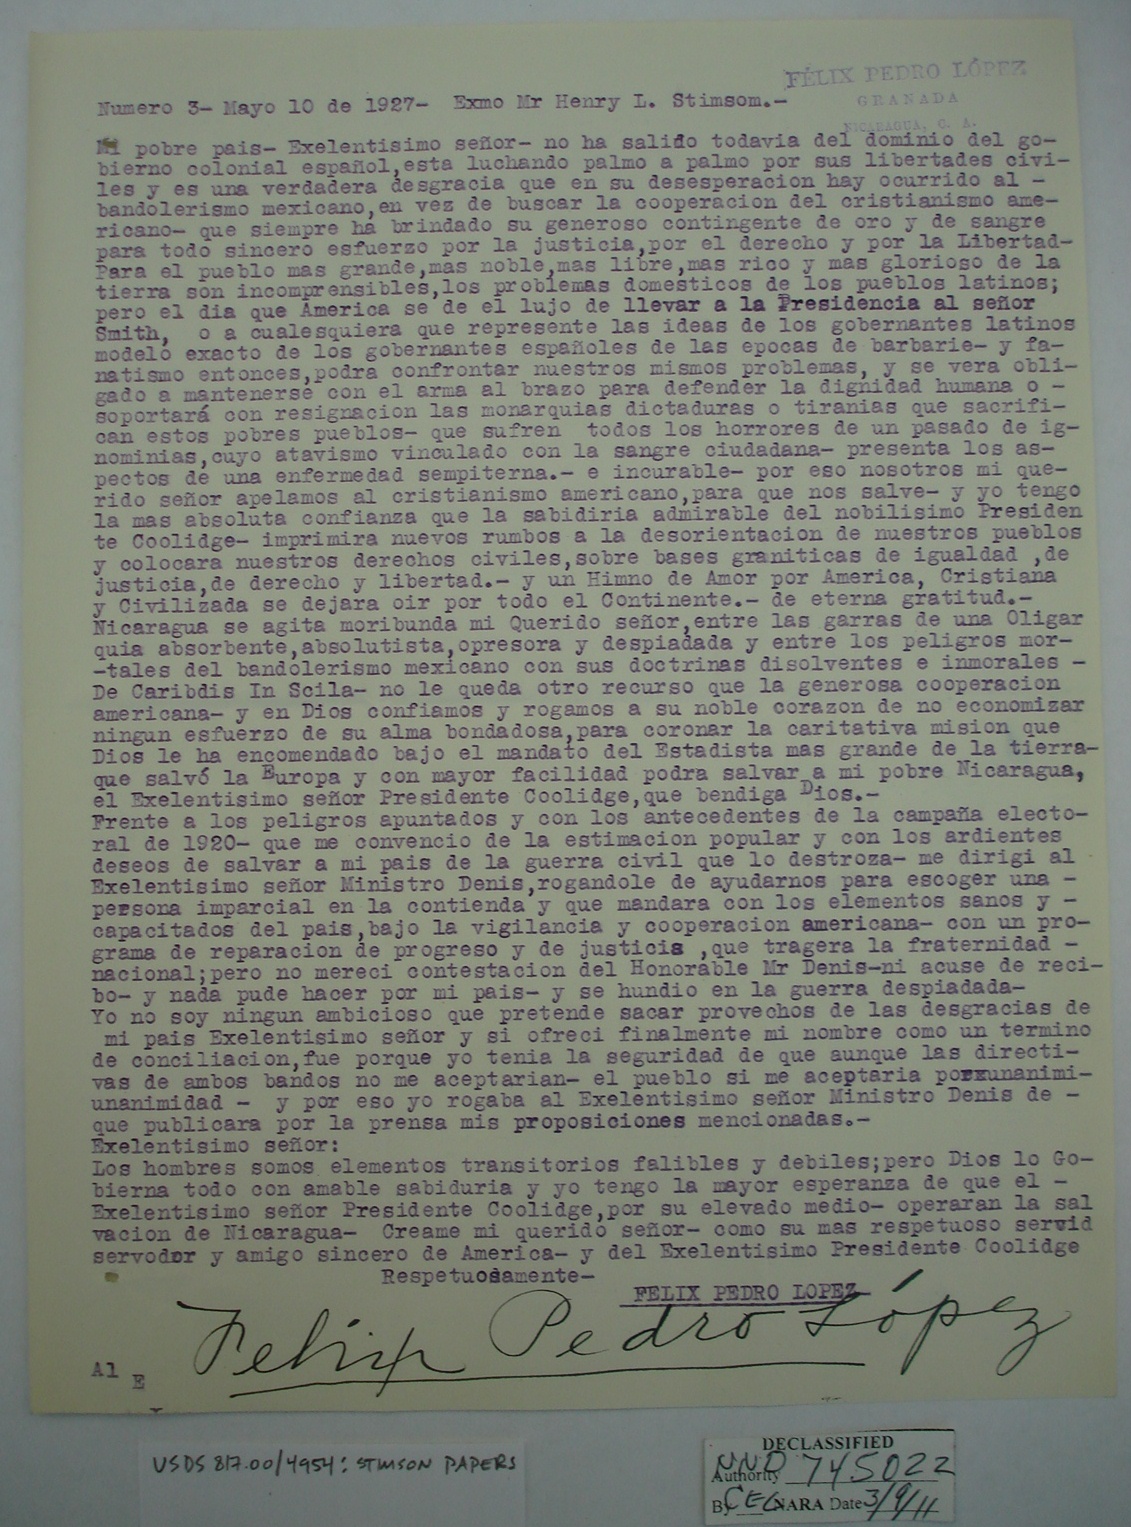 FÉLIX PEDRO LÓPEZ
GRANADA
NICARAGUA, C. A.
Numero 3- Mayo 10 de 1927- Exmo Mr Henry L. Stimsom.-
Mi pobre pais- Exelentisimo señor- no ha salido todavia del dominio del go-
bierno colonial español,esta luchando palmo a palmo por sus libertades civi-
les y es una verdadera desgracia que en su desesperacion hay ocurrido al -
bandolerismo mexicano,en vez de buscar la cooperacion del cristianismo ame-
ricano- que siempre ha brindado su generoso contingente de oro y de sangre
para todo sincero esfuerzo por la justicia,por el derecho y por la Libertad-
Para el pueblo mas grande,mas noble,mas libre,mas rico y mas glorioso de la
tierra son incomprensibles,los problemas domesticos de los pueblos latinos;
pero el dia que America se de el lujo de llevar a la Presidencia al señor
Smith, o a cualesquiera que represente las ideas de los gobernantes latinos
modelo exacto de los gobernantes españoles de las epocas de barbarie- y fa-
natismo entonces,podra confrontar nuestros mismos problemas, y se vera obli-
gado a mantenerse con el arma al brazo para defender la dignidad humana o -
soportará con resignacion las monarquias dictaduras o tiranias que sacrifi-
can estos pobres pueblos- que sufren todos los horrores de un pasado de ig-
nominias,cuyo atavismo vinculado con la sangre ciudadana- presenta los as-
pectos de una enfermedad sempiterna.- e incurable- por eso nosotros mi que-
rido señor apelamos al cristianismo americano,para que nos salve- y yo tengo
la mas absoluta confianza que la sabidiria admirable del nobilisimo Presiden
te Coolidge- imprimira nuevos rumbos a la desorientacion de nuestros pueblos
y colocara nuestros derechos civiles,sobre bases graniticas de igualdad ,de
justicia,de derecho y libertad.- y un Himno de Amor por America, Cristiana
y Civilizada se dejara oir por todo el Continente.- de eterna gratitud.-
Nicaragua se agita moribunda mi Querido señor,entre las garras de una Oligar
quia absorbente,absolutista,opresora y despiadada y entre los peligros mor-
-tales del bandolerismo mexicano con sus doctrinas disolventes e inmorales -
De Caribdis In Scila- no le queda otro recurso que la generosa cooperacion
americana- y en Dios confiamos y rogamos a su noble corazon de no economizar
ningun esfuerzo de su alma bondadosa,para coronar la caritativa mision que
Dios le ha encomendado bajo el mandato del Estadista mas grande de la tierra-
que salvó la Europa y con mayor facilidad podra salvar a mi pobre Nicaragua,
el Exelentisimo señor Presidente Coolidge,que bendiga Dios.-
Frente a los peligros apuntados y con los antecedentes de la campaña electo-
ral de 1920- que me convencio de la estimacion popular y con los ardientes
deseos de salvar a mi pais de la guerra civil que lo destroza- me dirigi al
Exelentisimo señor Ministro Denis,rogandole de ayudarnos para escoger una -
persona imparcial en la contienda y que mandara con los elementos sanos y -
capacitados del pais,bajo la vigilancia y cooperacion americana- con un pro-
grama de reparacion de progreso y de justicia ,que tragera la fraternidad -
nacional;pero no mereci contestacion del Honorable Mr Denis-ni acuse de reci-
bo- y nada pude hacer por mi pais- y se hundio en la guerra despiadada-
Yo no soy ningun ambicioso que pretende sacar provechos de las desgracias de
mi pais Exelentisimo señor y si ofreci finalmente mi nombre como un termino
de conciliacion,fue porque yo tenia la seguridad de que aunque las directi-
vas de ambos bandos no me aceptarian- el pueblo si me aceptaria porxunanimi-
unanimidad - y por eso yo rogaba al Exelentisimo señor Ministro Denis de -
que publicara por la prensa mis proposiciones mencionadas.-
Exelentisimo señor:
Los hombres somos elementos transitorios falibles y debiles;pero Dios lo Go-
bierna todo con amable sabiduria y yo tengo la mayor esperanza de que el -
Exelentisimo señor Presidente Coolidge,por su elevado medio- operaran la sal
vacion de Nicaragua- Creame mi querido señor- como su mas respetuoso servid
servodor y amigo sincero de America- y del Exelentisimo Presidente Coolidge
Respetuosamente-
FELIX PEDRO LOPEZ-
Felix Pedro López
Al E
USDS 817.00/4954: STIMSON PAPERS
DECLASSIFIED
Authority NND 745022
By CEG NARA Date 3/9/11